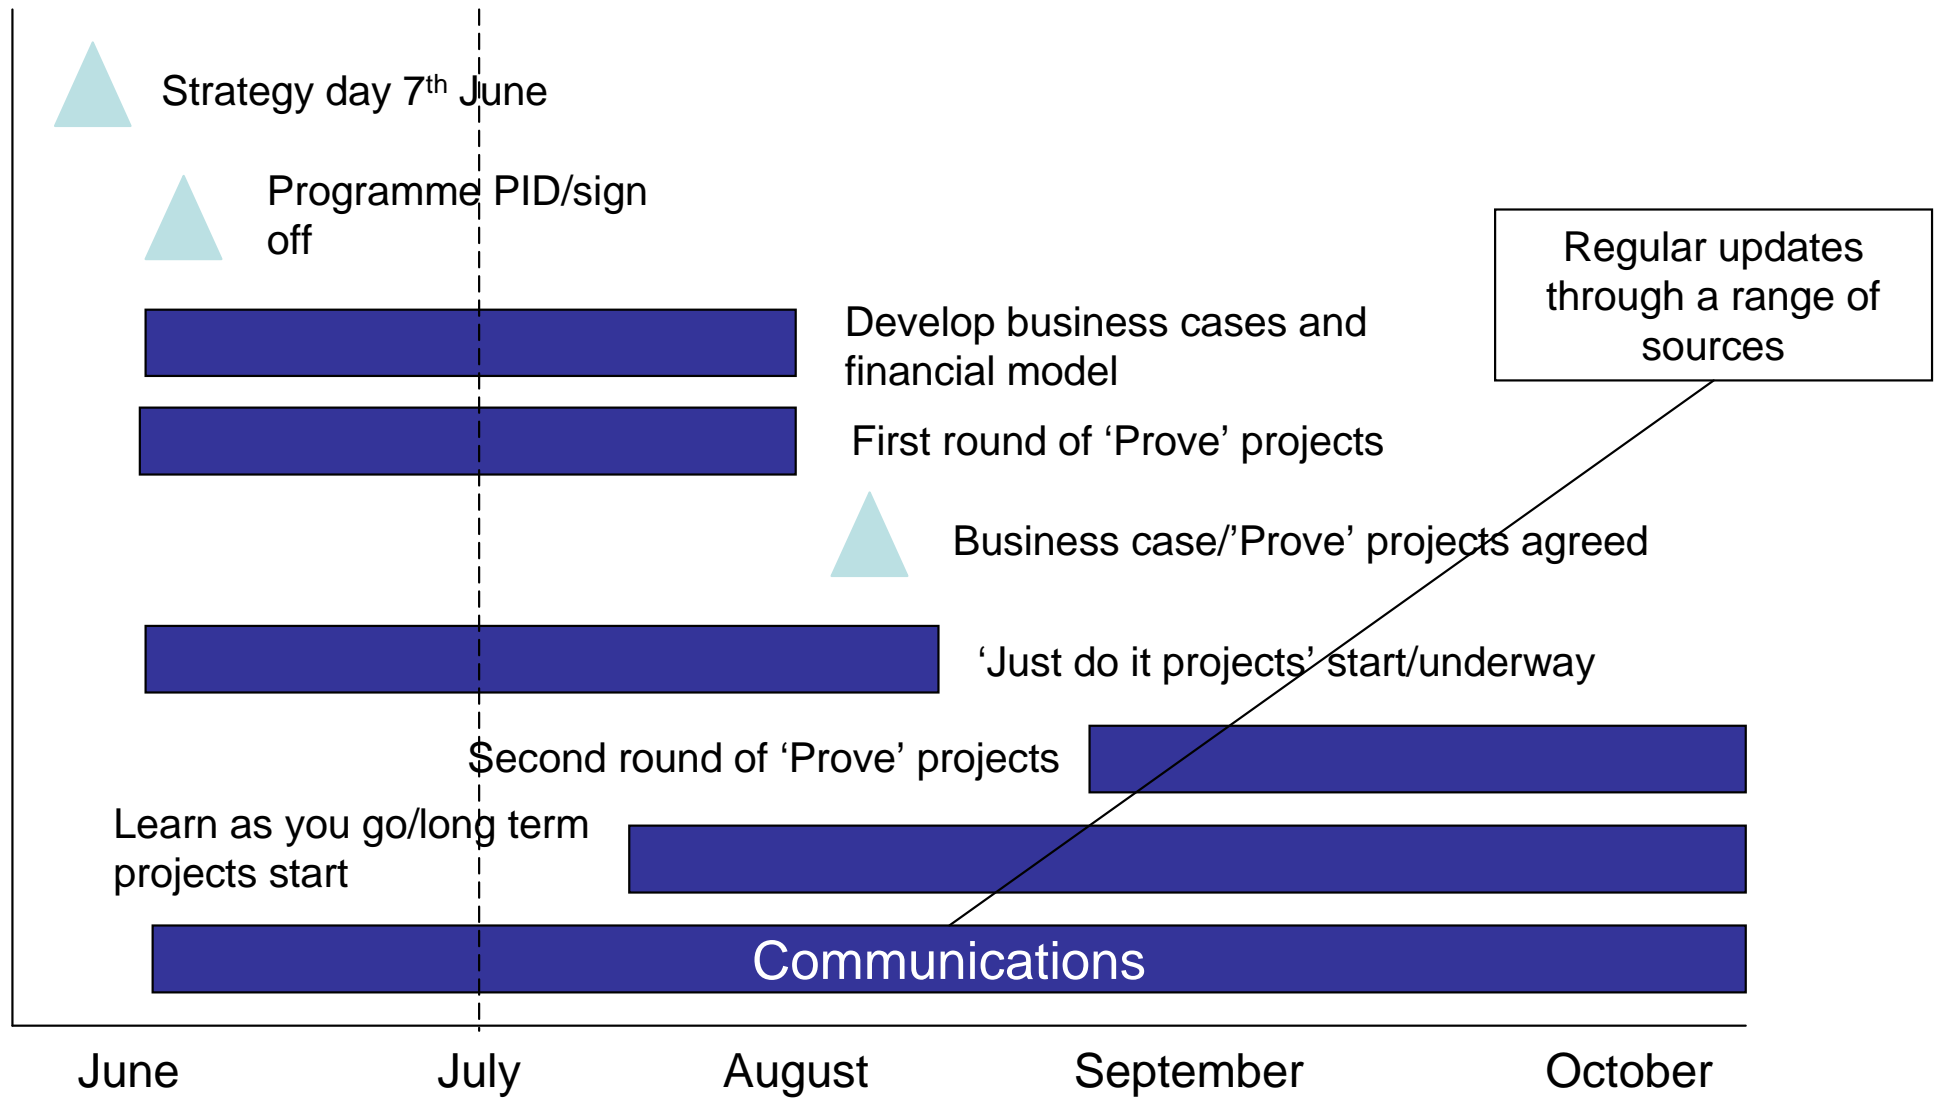 Strategy day 7th June
Programme PID/sign
off
Regular updates
through a range of
sources
Develop business cases and
financial model
First round of ‘Prove’ projects
Business case/’Prove’ projects agreed
‘Just do it projects’ start/underway
Second round of ‘Prove’ projects
Learn as you go/long term
projects start
Communications
June July August September October